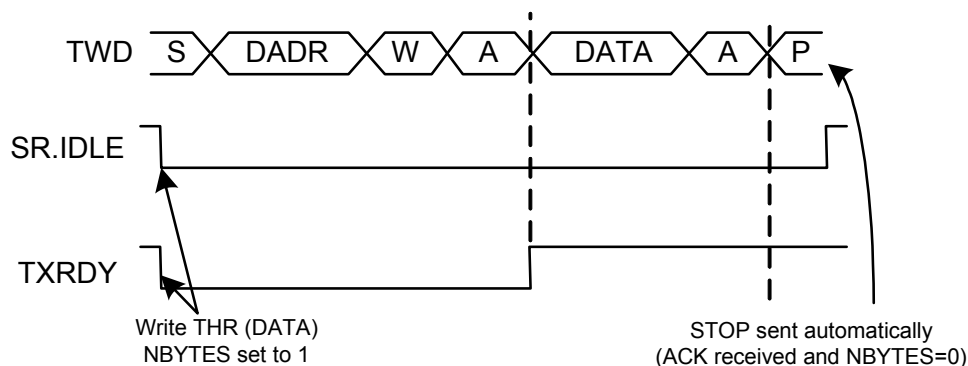 TWD S DADR W A DATA A P
SR.IDLE
TXRDY
Write THR (DATA)
NBYTES set to 1
STOP sent automatically
(ACK received and NBYTES=0)